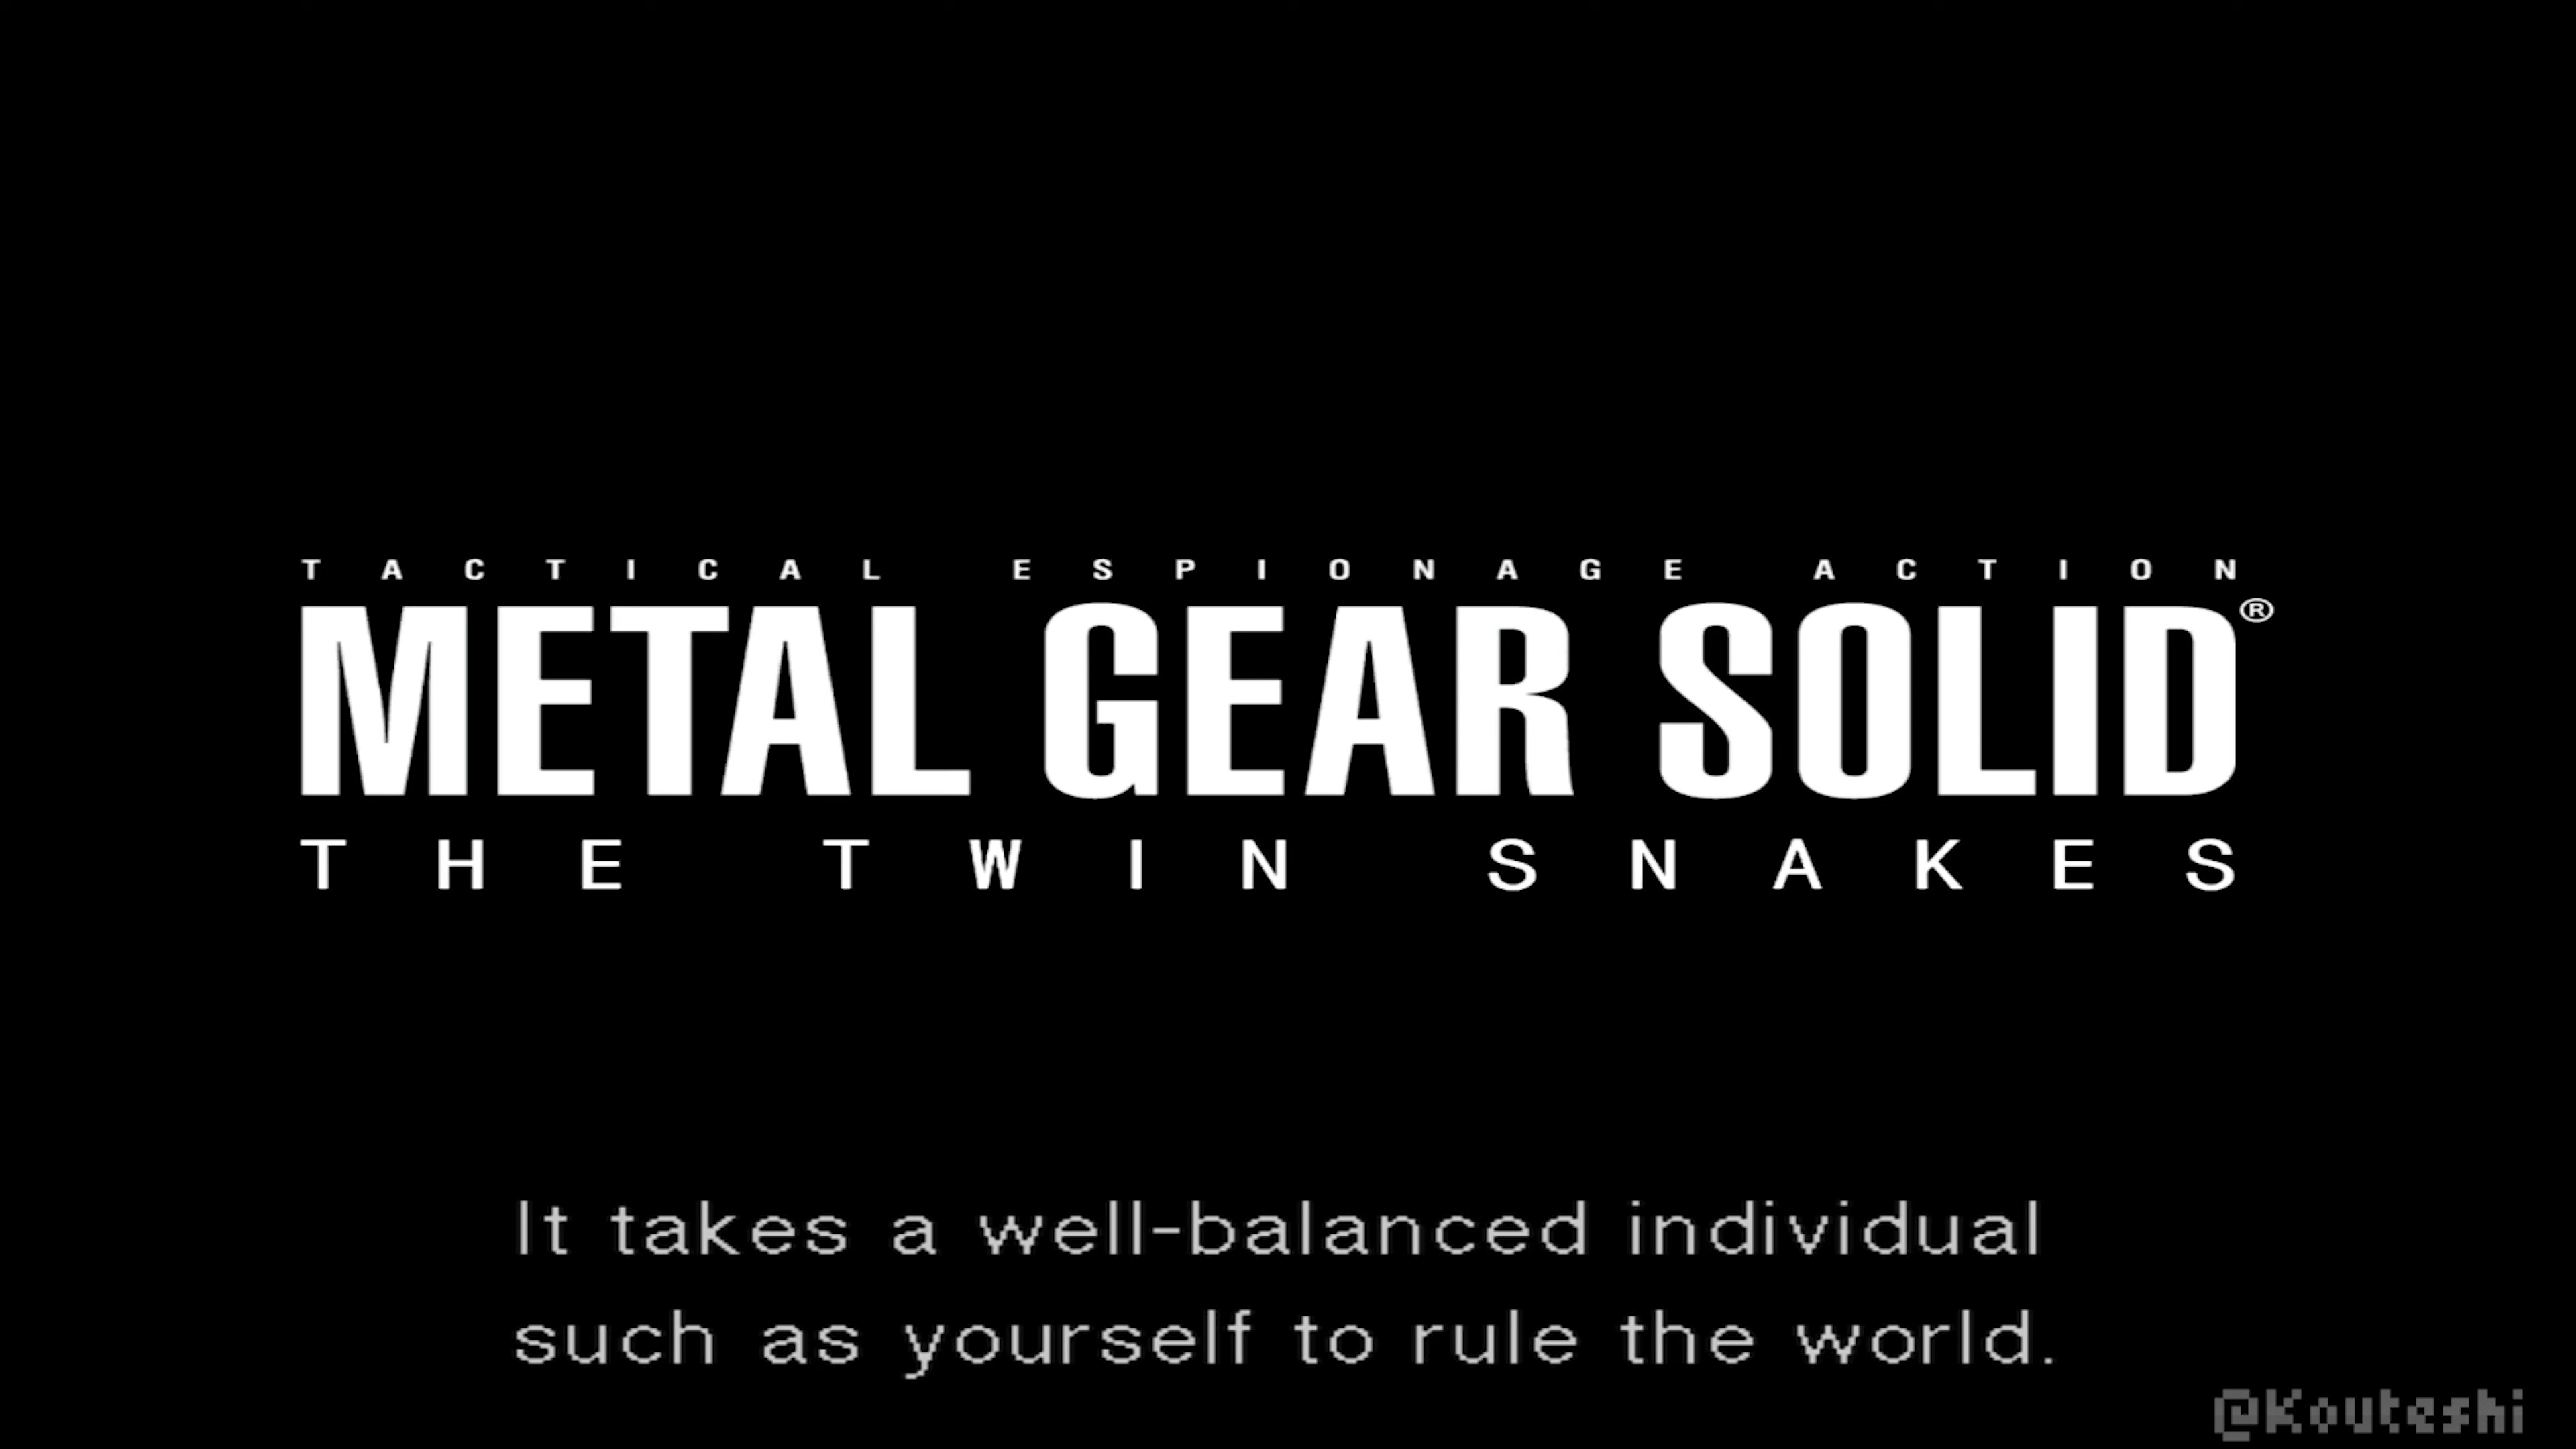 TACTICAL ESPIONAGE ACTION
METAL GEAR SOLID®
THE TWIN SNAKES
It takes a well-balanced individual
such as yourself to rule the world.
@Kouteshi